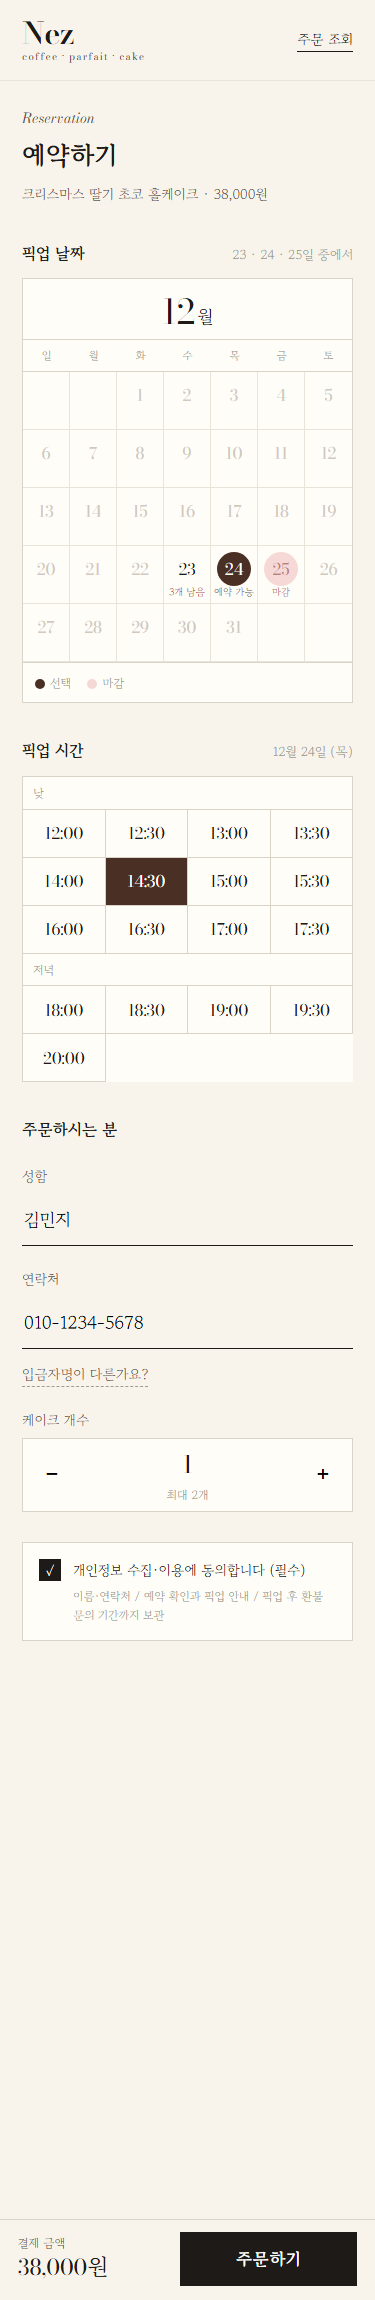 Nez
coffee · parfait · cake
주문 조회
Reservation
예약하기
크리스마스 딸기 초코 홀케이크 · 38,000원
픽업 날짜
23 · 24 · 25일 중에서
12월
일 월 화 수 목 금 토
1 2 3 4 5
6 7 8 9 10 11 12
13 14 15 16 17 18 19
20 21 22 23 24 25 26
3개 남음 예약 가능 마감
27 28 29 30 31
선택 마감
픽업 시간
12월 24일 (목)
낮
12:00 12:30 13:00 13:30
14:00 14:30 15:00 15:30
16:00 16:30 17:00 17:30
저녁
18:00 18:30 19:00 19:30
20:00
주문하시는 분
성함
김민지
연락처
010-1234-5678
입금자명이 다른가요?
케이크 개수
− 1 +
최대 2개
✓ 개인정보 수집·이용에 동의합니다 (필수)
이름·연락처 / 예약 확인과 픽업 안내 / 픽업 후 환불
문의 기간까지 보관
결제 금액
38,000원
주문하기